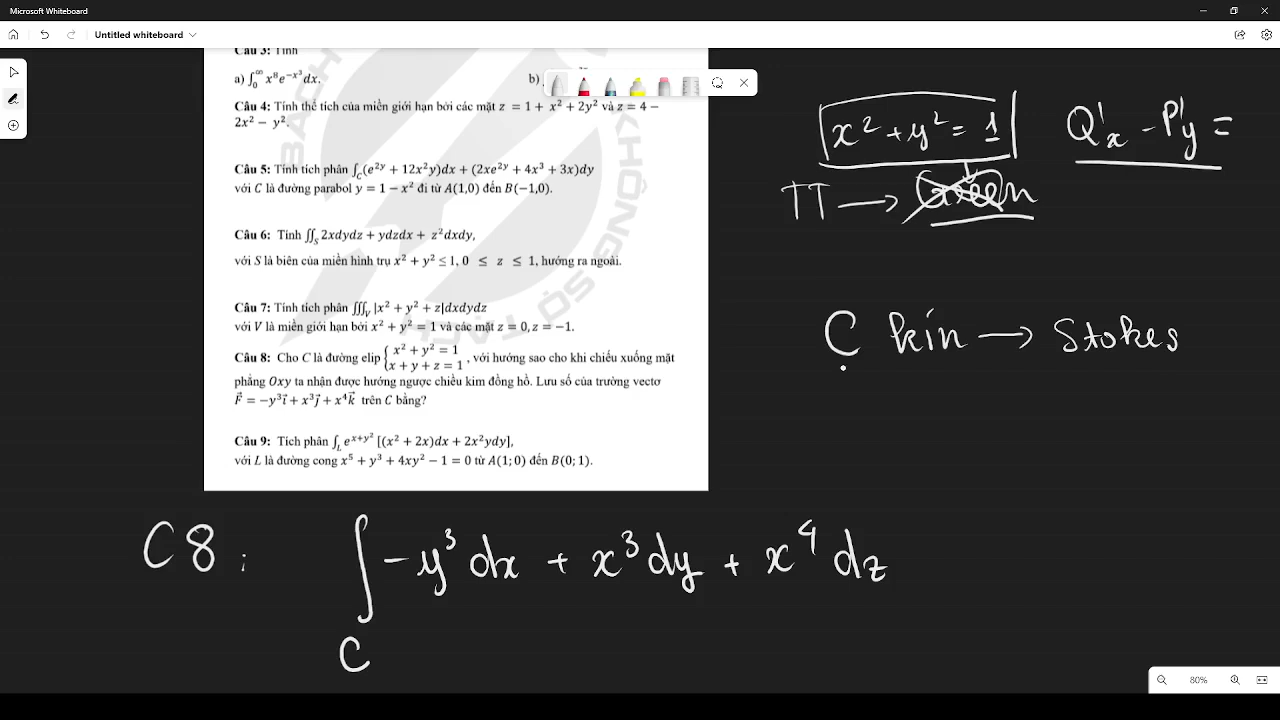 Microsoft Whiteboard
Untitled whiteboard
Câu 3: Tính
a) ∫₀^∞ x⁸e^{−x³}dx.
b)
Câu 4: Tính thể tích của miền giới hạn bởi các mặt z = 1 + x² + 2y² và z = 4 −
2x² − y².
Câu 5: Tính tích phân ∫_C(e^{2y} + 12x²y)dx + (2xe^{2y} + 4x³ + 3x)dy
với C là đường parabol y = 1 − x² đi từ A(1,0) đến B(−1,0).
Câu 6: Tính ∬_S 2xdydz + ydzdx + z²dxdy,
với S là biên của miền hình trụ x² + y² ≤ 1, 0 ≤ z ≤ 1, hướng ra ngoài.
Câu 7: Tính tích phân ∭_V |x² + y² + z|dxdydz
với V là miền giới hạn bởi x² + y² = 1 và các mặt z = 0, z = −1.
Câu 8: Cho C là đường elip { x² + y² = 1
x + y + z = 1 , với hướng sao cho khi chiếu xuống mặt
phẳng Oxy ta nhận được hướng ngược chiều kim đồng hồ. Lưu số của trường vectơ
F⃗ = −y³i⃗ + x³j⃗ + x⁴k⃗ trên C bằng?
Câu 9: Tích phân ∫_L e^{x+y²} [(x² + 2x)dx + 2x²ydy],
với L là đường cong x⁵ + y³ + 4xy² − 1 = 0 từ A(1; 0) đến B(0; 1).
BÁCH KHÔNG SỢ TẠCH
x² + y² = 1 Q'x − P'y =
TT → Green
C kín → Stokes
C8: ∫ −y³dx + x³dy + x⁴dz
C
80%